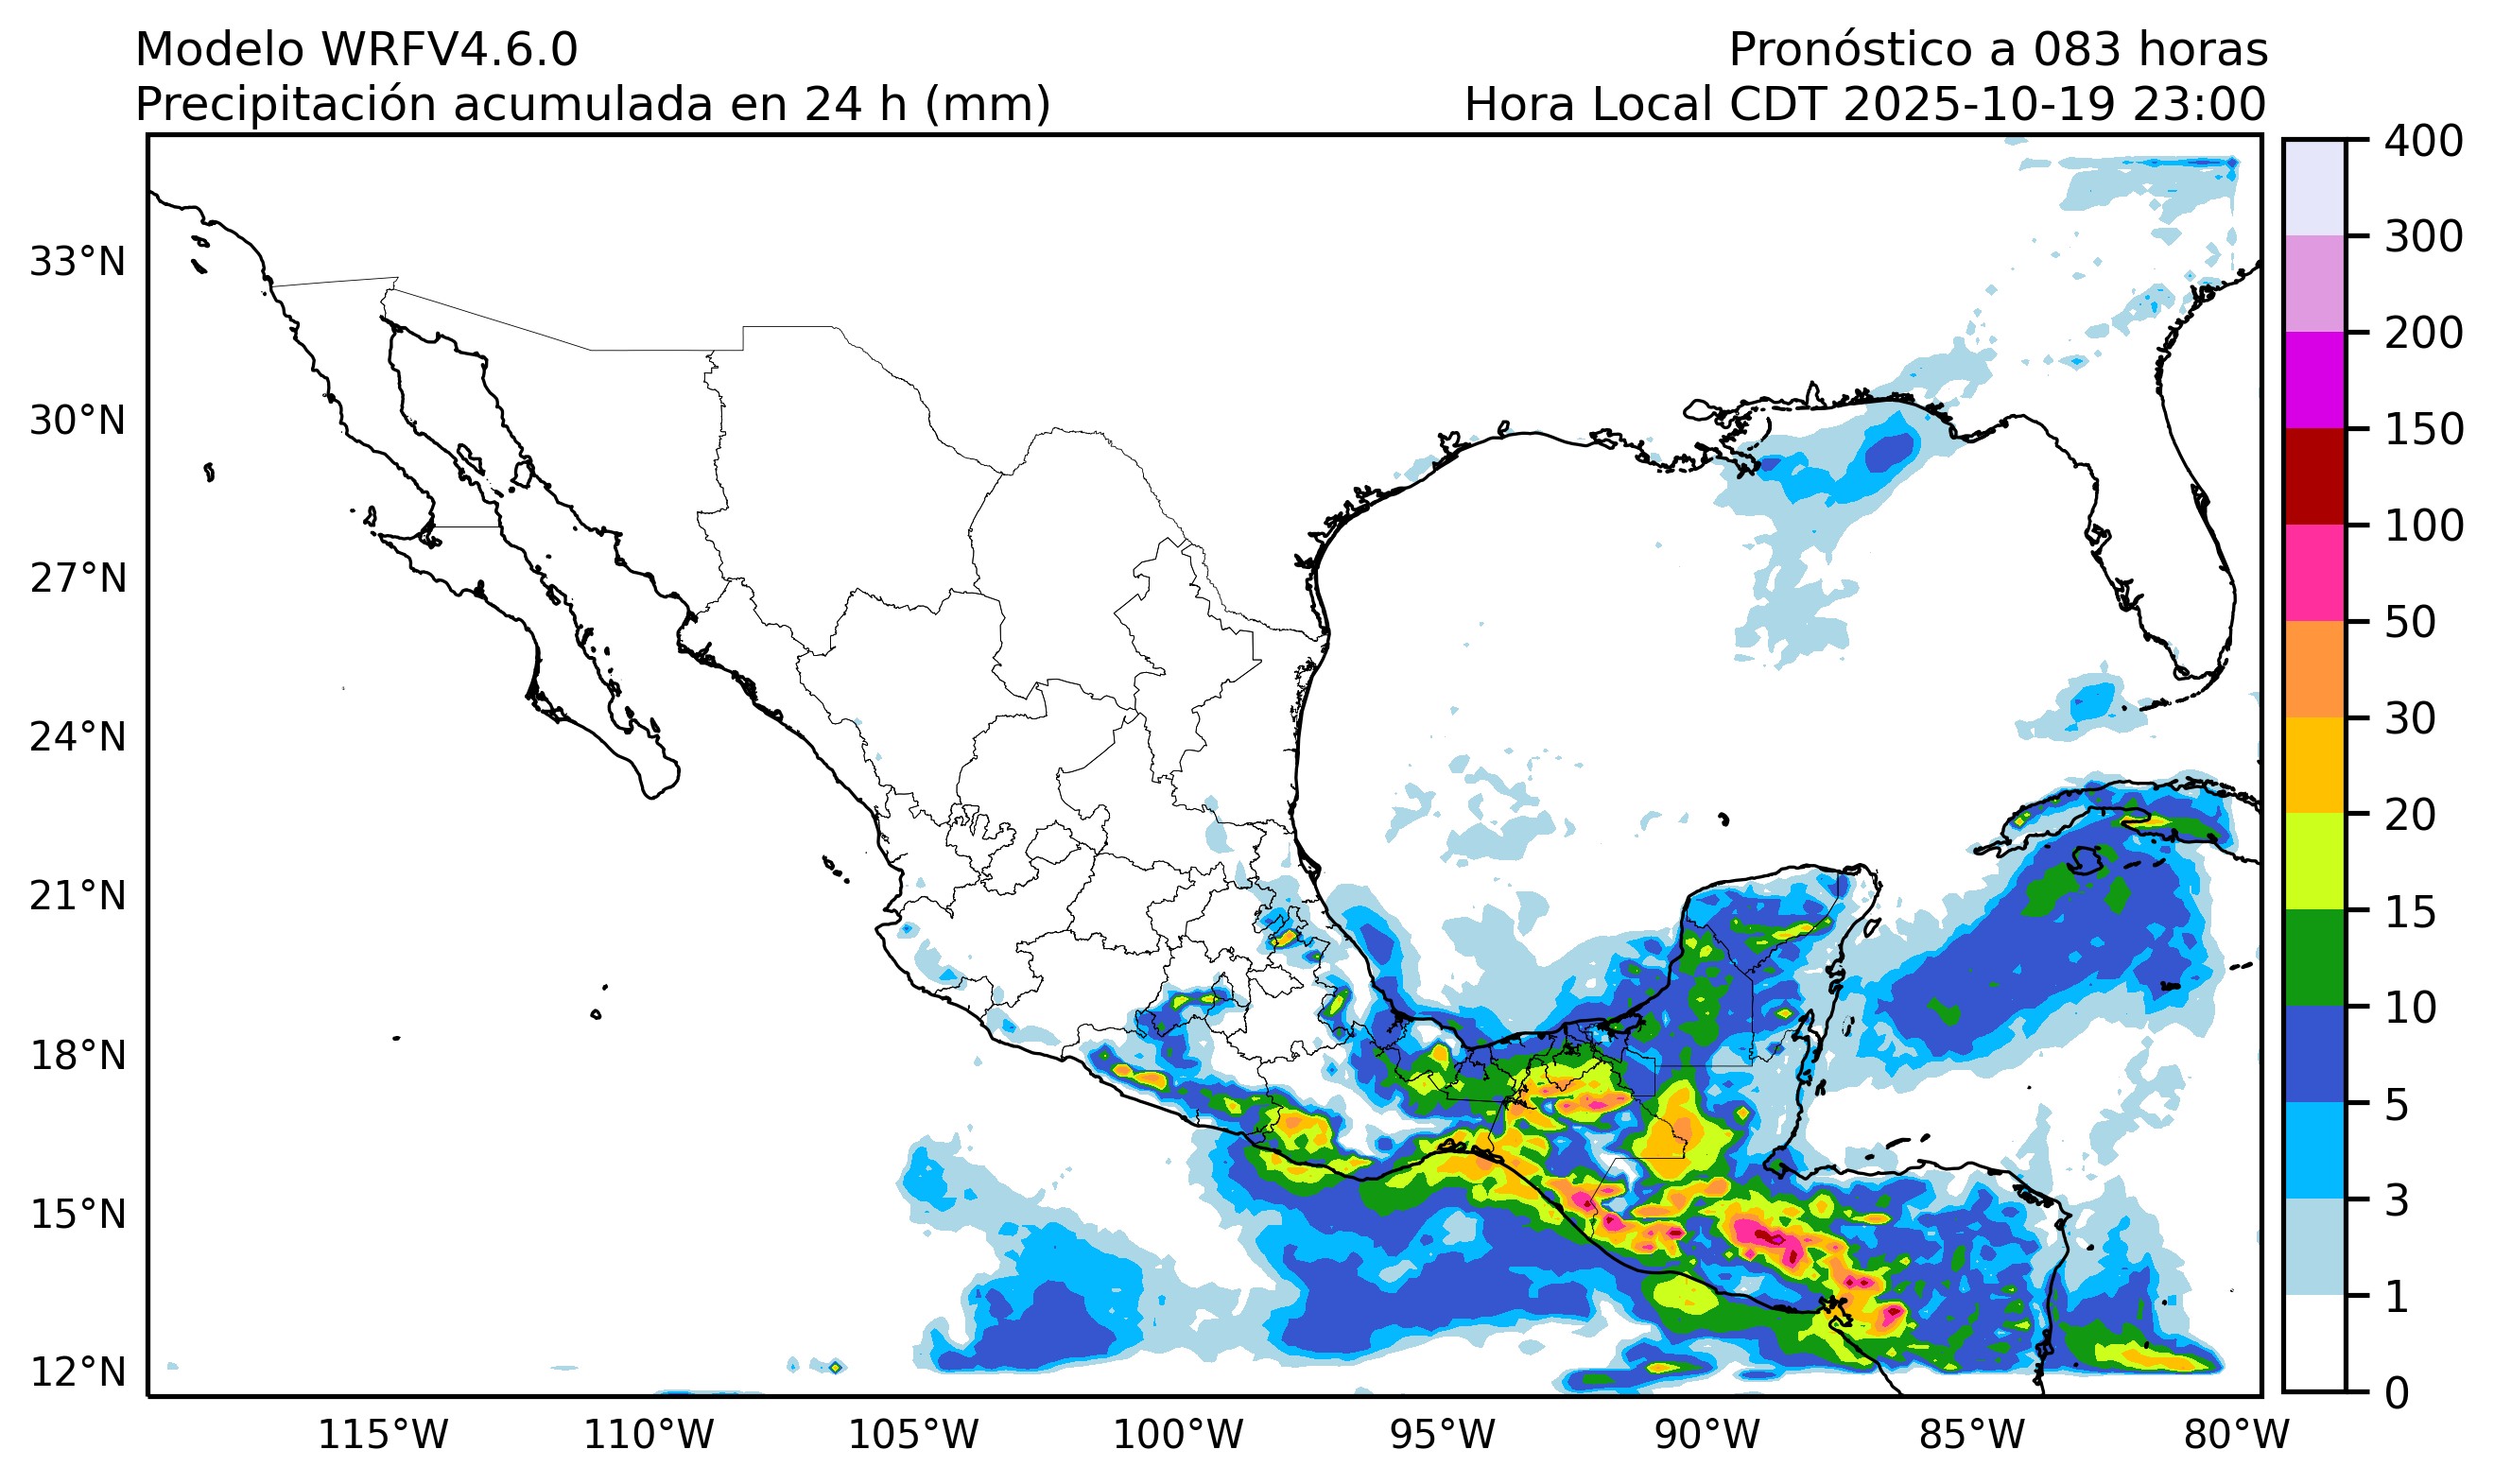 Modelo WRFV4.6.0
Pronóstico a 083 horas
Precipitación acumulada en 24 h (mm)
Hora Local CDT 2025-10-19 23:00
33°N
30°N
27°N
24°N
21°N
18°N
15°N
12°N
115°W
110°W
105°W
100°W
95°W
90°W
85°W
80°W
400
300
200
150
100
50
30
20
15
10
5
3
1
0